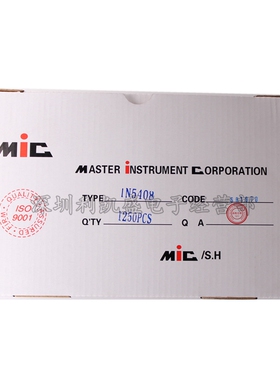 MiC
MASTER INSTRUMENT CORPORATION
TYPE 1N5408 CODE
深圳利凯盛电子经营部
QUALITY
ISO
9001
Q'TY 1250PCS Q A
MiC/S.H